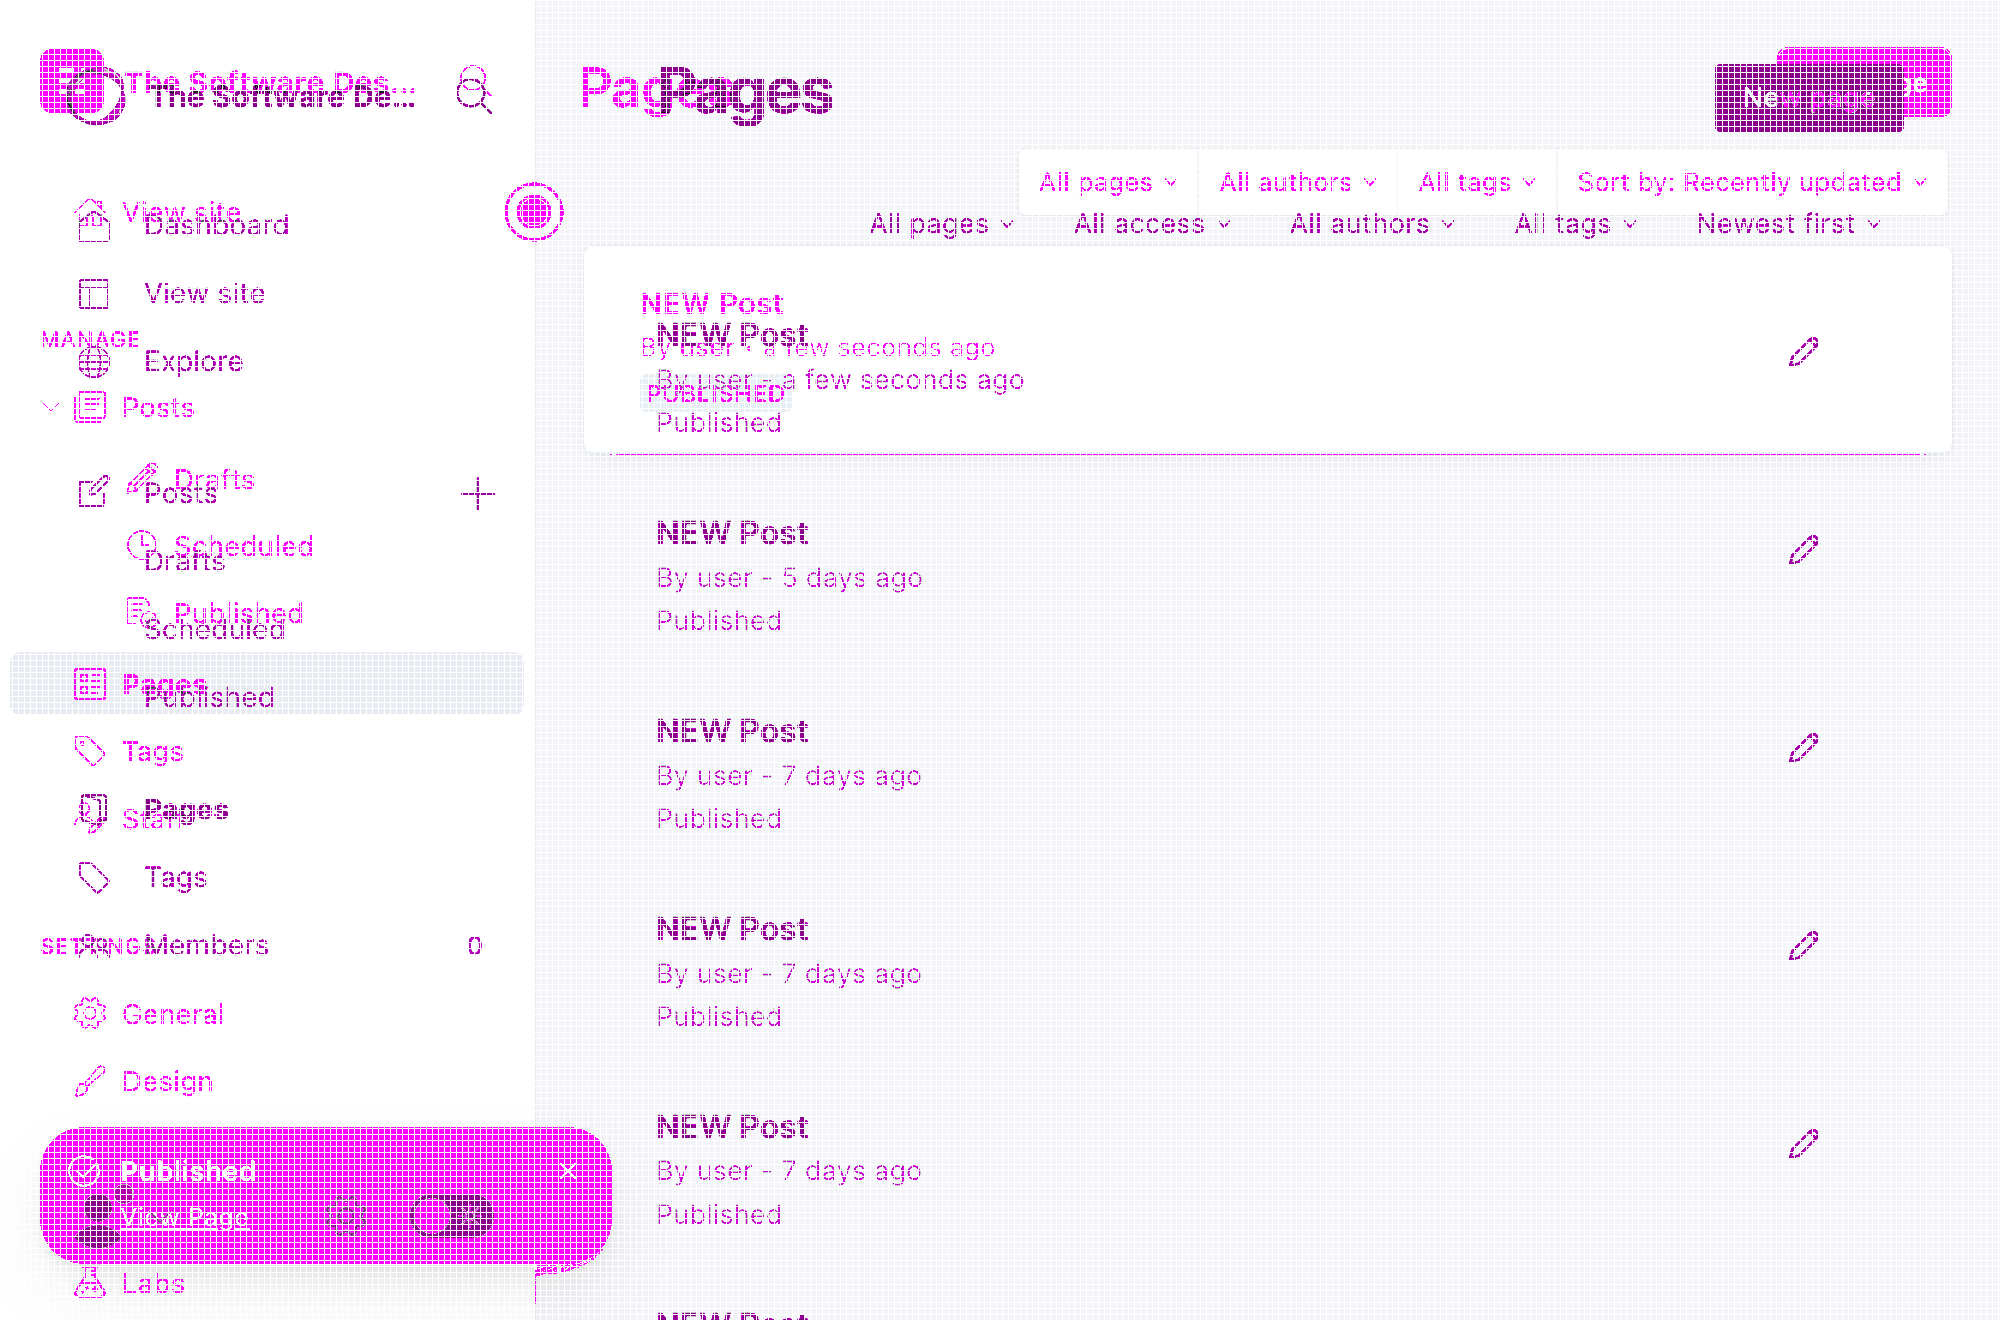 The Software Des...
The Software De...
Pages
Pages
New page
ge
All pages
All authors
All tags
Sort by: Recently updated
View site
Dashboard
All pages
All access
All authors
All tags
Newest first
View site
NEW Post
NEW Post
MANAGE
By user - a few seconds ago
Explore
By user - a few seconds ago
PUBLISHED
Posts
Published
Drafts
Posts
Scheduled
Drafts
NEW Post
By user - 5 days ago
Published
Published
Scheduled
Pages
Published
Tags
NEW Post
By user - 7 days ago
Published
Pages
Staff
Tags
SETTINGS
Members
0
NEW Post
By user - 7 days ago
Published
General
Design
NEW Post
By user - 7 days ago
Published
Published
View Page
Labs
NEW Post